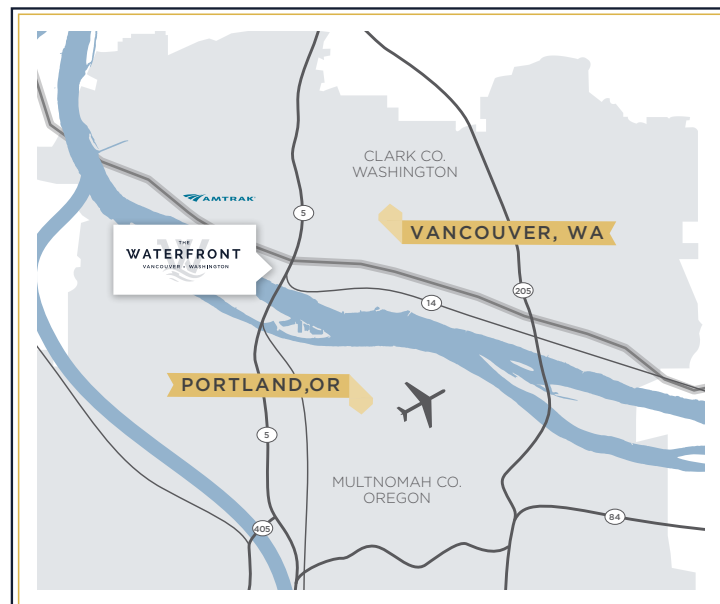 CLARK CO.
WASHINGTON
AMTRAK
5
VANCOUVER, WA
THE
W
WATERFRONT
VANCOUVER • WASHINGTON
14
205
PORTLAND,OR
5
MULTNOMAH CO.
OREGON
405
84